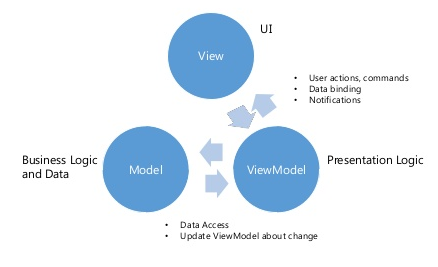 UI
View
• User actions, commands
• Data binding
• Notifications
Business Logic
and Data
Model
ViewModel
Presentation Logic
• Data Access
• Update ViewModel about change